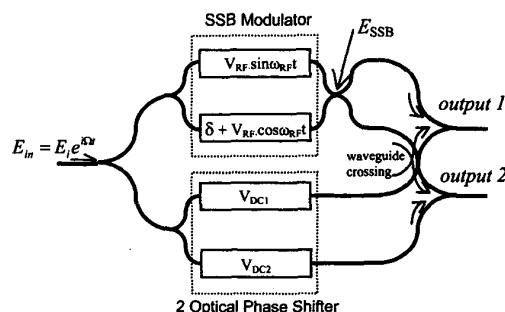 SSB Modulator
E_SSB
V_RF.sinω_RFt
δ + V_RF.cosω_RFt
output 1
E_in = E_i e^{iΩt}
waveguide crossing
output 2
V_DC1
V_DC2
2 Optical Phase Shifter